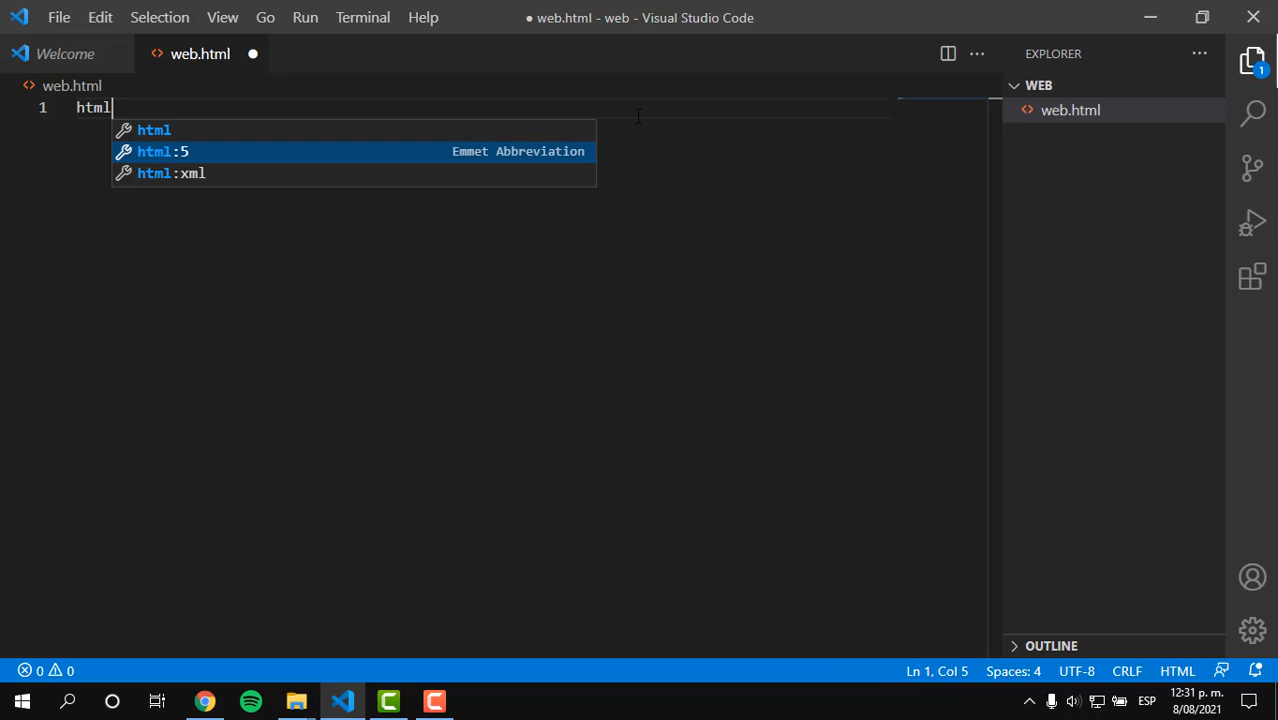 File Edit Selection View Go Run Terminal Help ● web.html - web - Visual Studio Code
Welcome web.html ●
EXPLORER ...
web.html
WEB
1 html
web.html
html
html:5 Emmet Abbreviation
html:xml
1
OUTLINE
0 0 Ln 1, Col 5 Spaces: 4 UTF-8 CRLF HTML
ESP 12:31 p. m.
8/08/2021